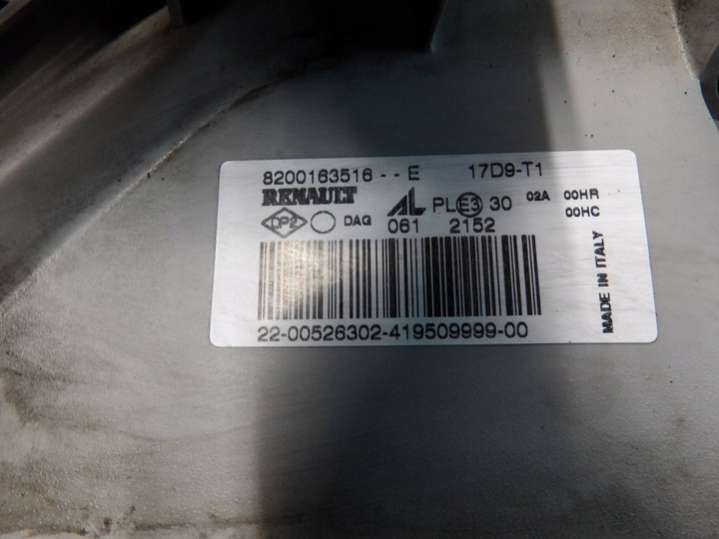 8200163516--E 17D9-T1
RENAULT
DP2 DAG AL PL E3 30 02A 00HR
061 2152 00HC
MADE IN ITALY
22-00526302-419509999-00